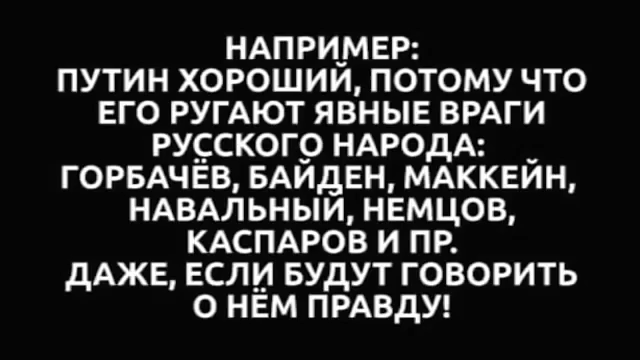 НАПРИМЕР:
ПУТИН ХОРОШИЙ, ПОТОМУ ЧТО
ЕГО РУГАЮТ ЯВНЫЕ ВРАГИ
РУССКОГО НАРОДА:
ГОРБАЧЁВ, БАЙДЕН, МАККЕЙН,
НАВАЛЬНЫЙ, НЕМЦОВ,
КАСПАРОВ И ПР.
ДАЖЕ, ЕСЛИ БУДУТ ГОВОРИТЬ
О НЁМ ПРАВДУ!